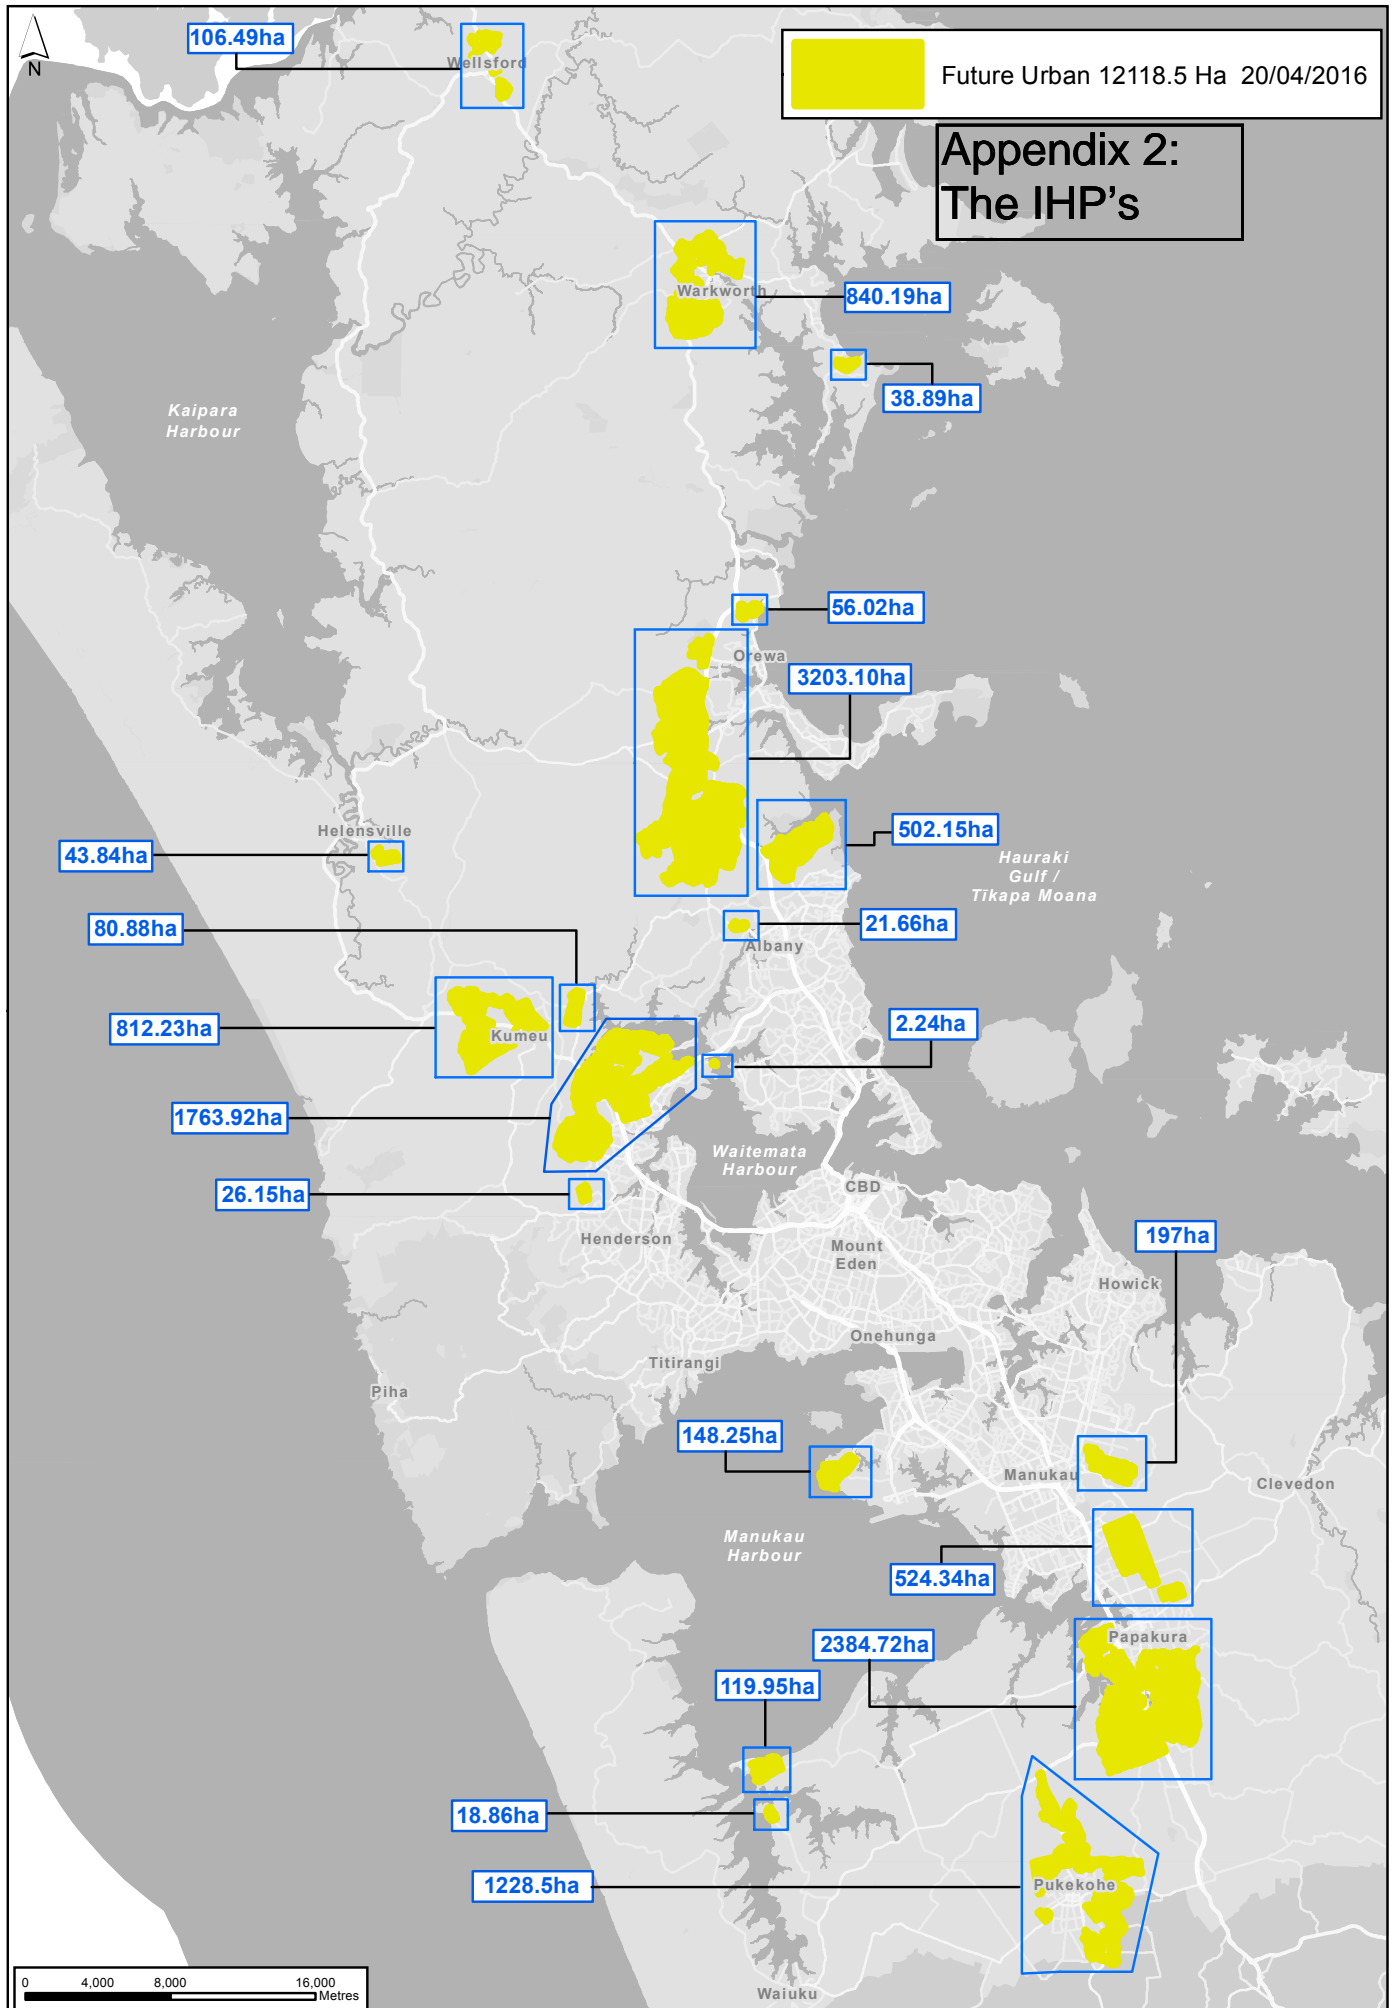 106.49ha
N
Wellsford
Future Urban 12118.5 Ha 20/04/2016
Appendix 2:
The IHP's
Warkworth
840.19ha
38.89ha
Kaipara
Harbour
56.02ha
Orewa
3203.10ha
Helensville
43.84ha
502.15ha
Hauraki
Gulf /
Tīkapa Moana
80.88ha
21.66ha
Albany
812.23ha
Kumeu
2.24ha
1763.92ha
Waitemata
Harbour
26.15ha
CBD
Henderson
Mount
Eden
197ha
Howick
Onehunga
Titirangi
Piha
148.25ha
Manukau
Clevedon
Manukau
Harbour
524.34ha
2384.72ha
Papakura
119.95ha
18.86ha
1228.5ha
Pukekohe
0 4,000 8,000 16,000
Metres
Waiuku